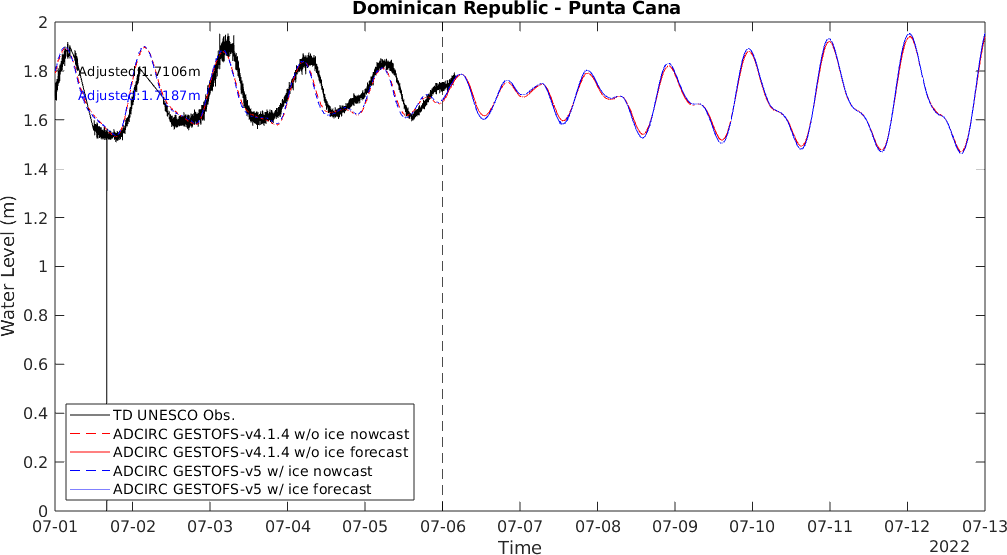 Dominican Republic - Punta Cana
Water Level (m)
2
1.8
1.6
1.4
1.2
1
0.8
0.6
0.4
0.2
0
Adjusted:1.7106m
Adjusted:1.7187m
TD UNESCO Obs.
ADCIRC GESTOFS-v4.1.4 w/o ice nowcast
ADCIRC GESTOFS-v4.1.4 w/o ice forecast
ADCIRC GESTOFS-v5 w/ ice nowcast
ADCIRC GESTOFS-v5 w/ ice forecast
07-01 07-02 07-03 07-04 07-05 07-06 07-07 07-08 07-09 07-10 07-11 07-12 07-13
Time
2022